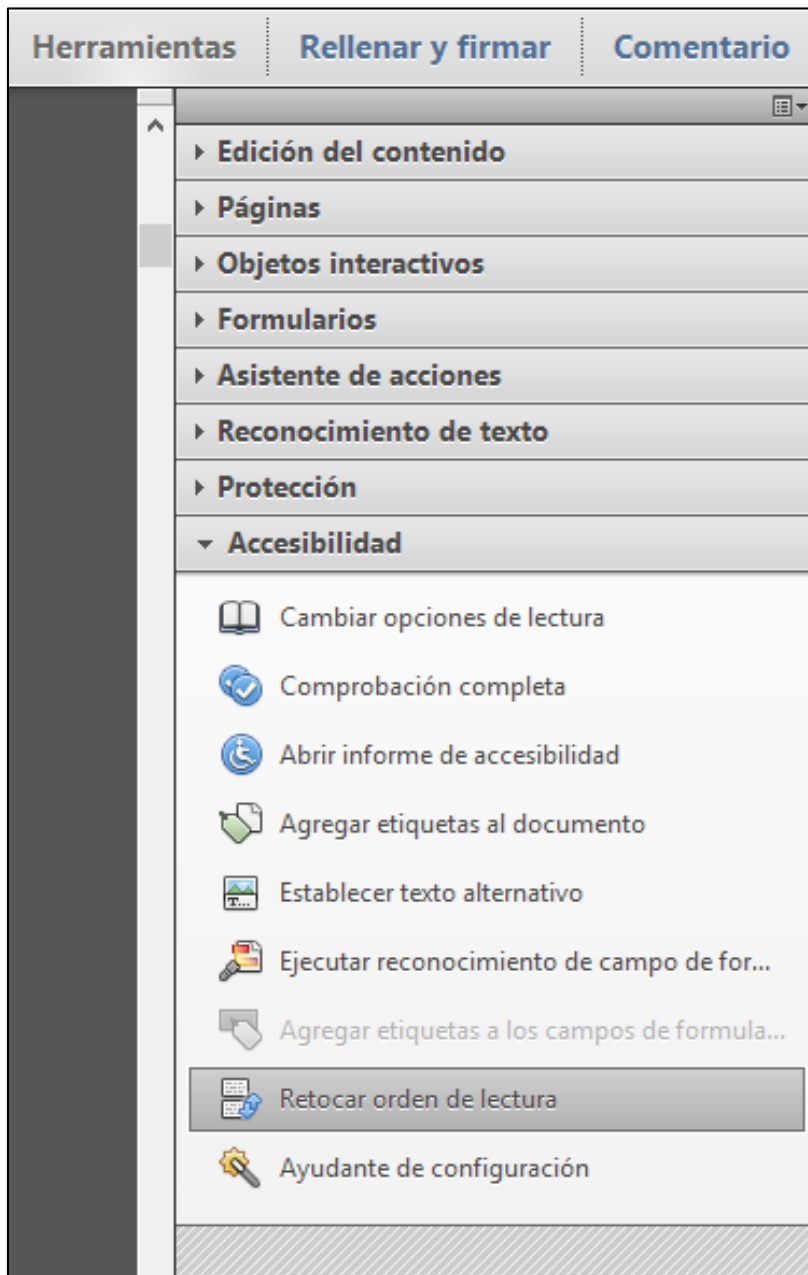 Herramientas Rellenar y firmar Comentario
Edición del contenido
Páginas
Objetos interactivos
Formularios
Asistente de acciones
Reconocimiento de texto
Protección
Accesibilidad
Cambiar opciones de lectura
Comprobación completa
Abrir informe de accesibilidad
Agregar etiquetas al documento
T...
Establecer texto alternativo
Ejecutar reconocimiento de campo de for...
Agregar etiquetas a los campos de formula...
Retocar orden de lectura
Ayudante de configuración